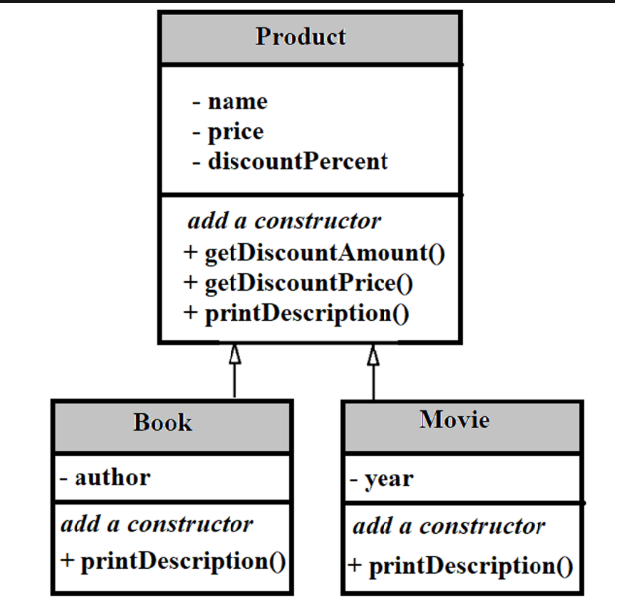 Product
- name
- price
- discountPercent
add a constructor
+ getDiscountAmount()
+ getDiscountPrice()
+ printDescription()
Book
- author
add a constructor
+ printDescription()
Movie
- year
add a constructor
+ printDescription()